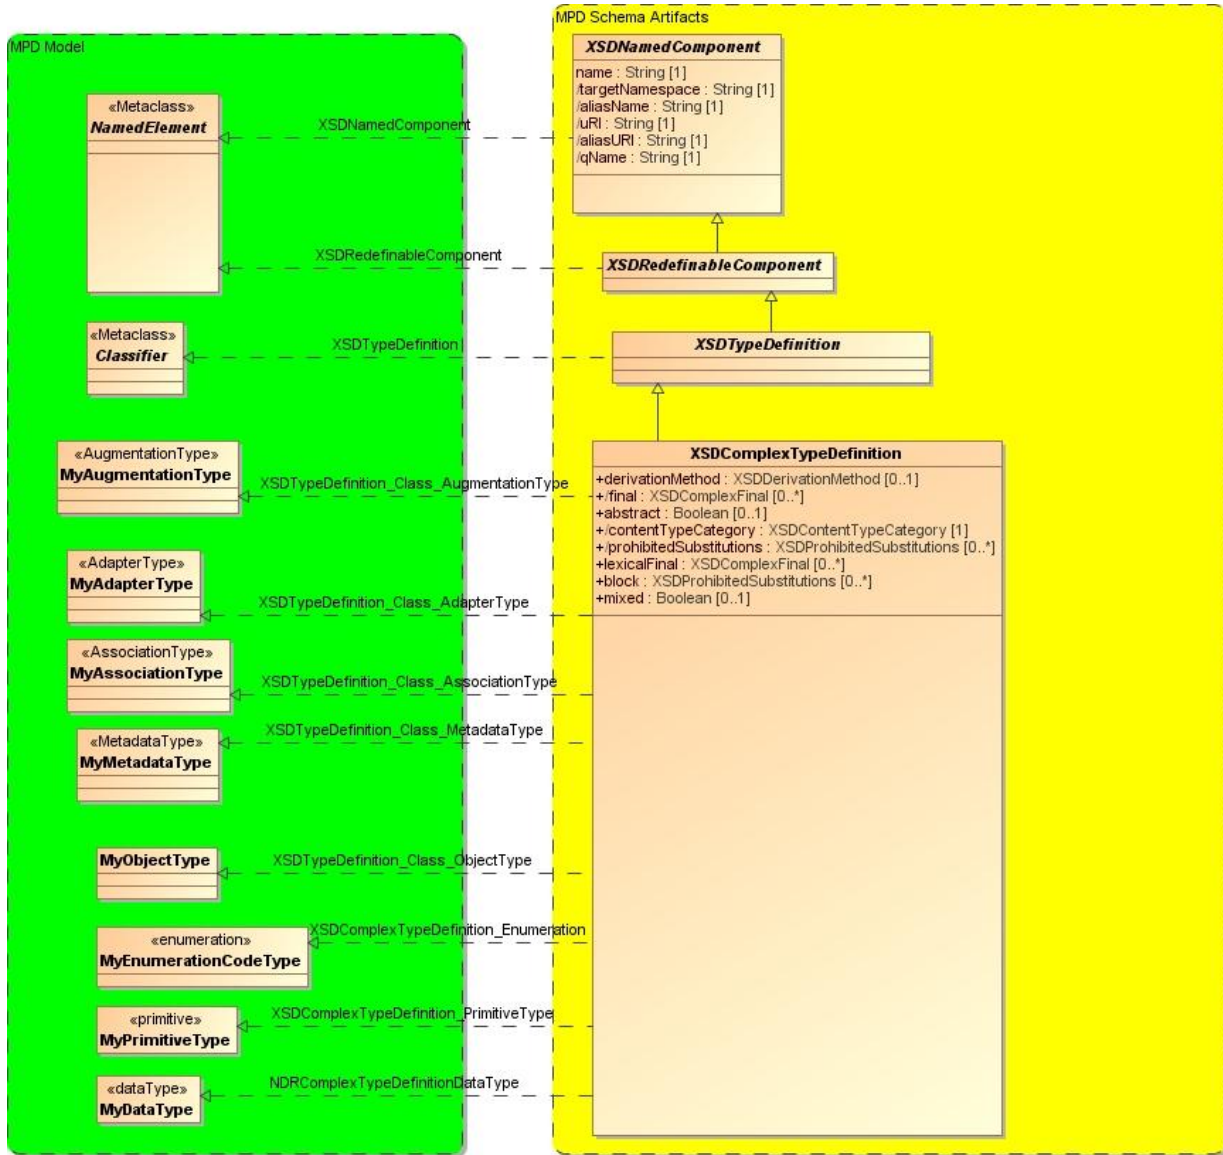 MPD Model
«Metaclass»
NamedElement
«Metaclass»
Classifier
«AugmentationType»
MyAugmentationType
«AdapterType»
MyAdapterType
«AssociationType»
MyAssociationType
«MetadataType»
MyMetadataType
MyObjectType
«enumeration»
MyEnumerationCodeType
«primitive»
MyPrimitiveType
«dataType»
MyDataType
XSDNamedComponent
XSDRedefinableComponent
XSDTypeDefinition
XSDTypeDefinition_Class_AugmentationType
XSDTypeDefinition_Class_AdapterType
XSDTypeDefinition_Class_AssociationType
XSDTypeDefinition_Class_MetadataType
XSDTypeDefinition_Class_ObjectType
XSDComplexTypeDefinition_Enumeration
XSDComplexTypeDefinition_PrimitiveType
NDRComplexTypeDefinitionDataType
MPD Schema Artifacts
XSDNamedComponent
name : String [1]
/targetNamespace : String [1]
/aliasName : String [1]
/uRI : String [1]
/aliasURI : String [1]
/qName : String [1]
XSDRedefinableComponent
XSDTypeDefinition
XSDComplexTypeDefinition
+derivationMethod : XSDDerivationMethod [0..1]
+/final : XSDComplexFinal [0..*]
+abstract : Boolean [0..1]
+/contentTypeCategory : XSDContentTypeCategory [1]
+/prohibitedSubstitutions : XSDProhibitedSubstitutions [0..*]
+lexicalFinal : XSDComplexFinal [0..*]
+block : XSDProhibitedSubstitutions [0..*]
+mixed : Boolean [0..1]